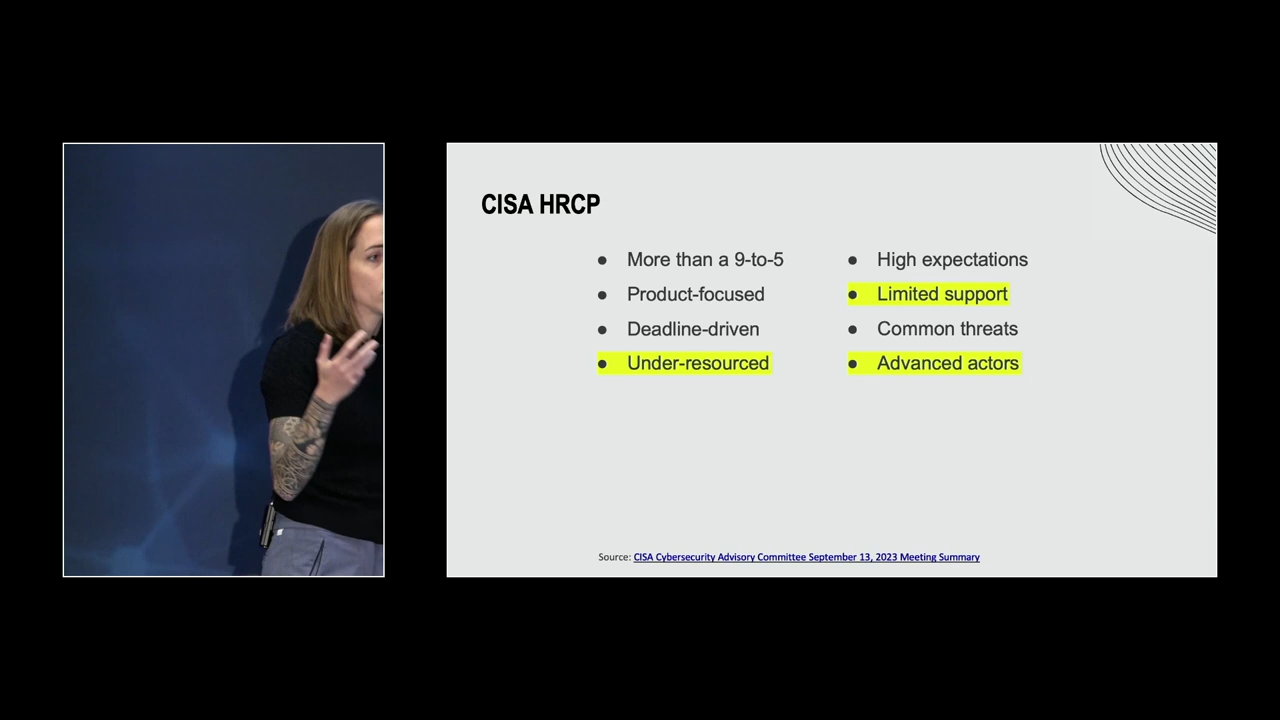 CISA HRCP
● More than a 9-to-5
● Product-focused
● Deadline-driven
● Under-resourced
● High expectations
● Limited support
● Common threats
● Advanced actors
Source: CISA Cybersecurity Advisory Committee September 13, 2023 Meeting Summary